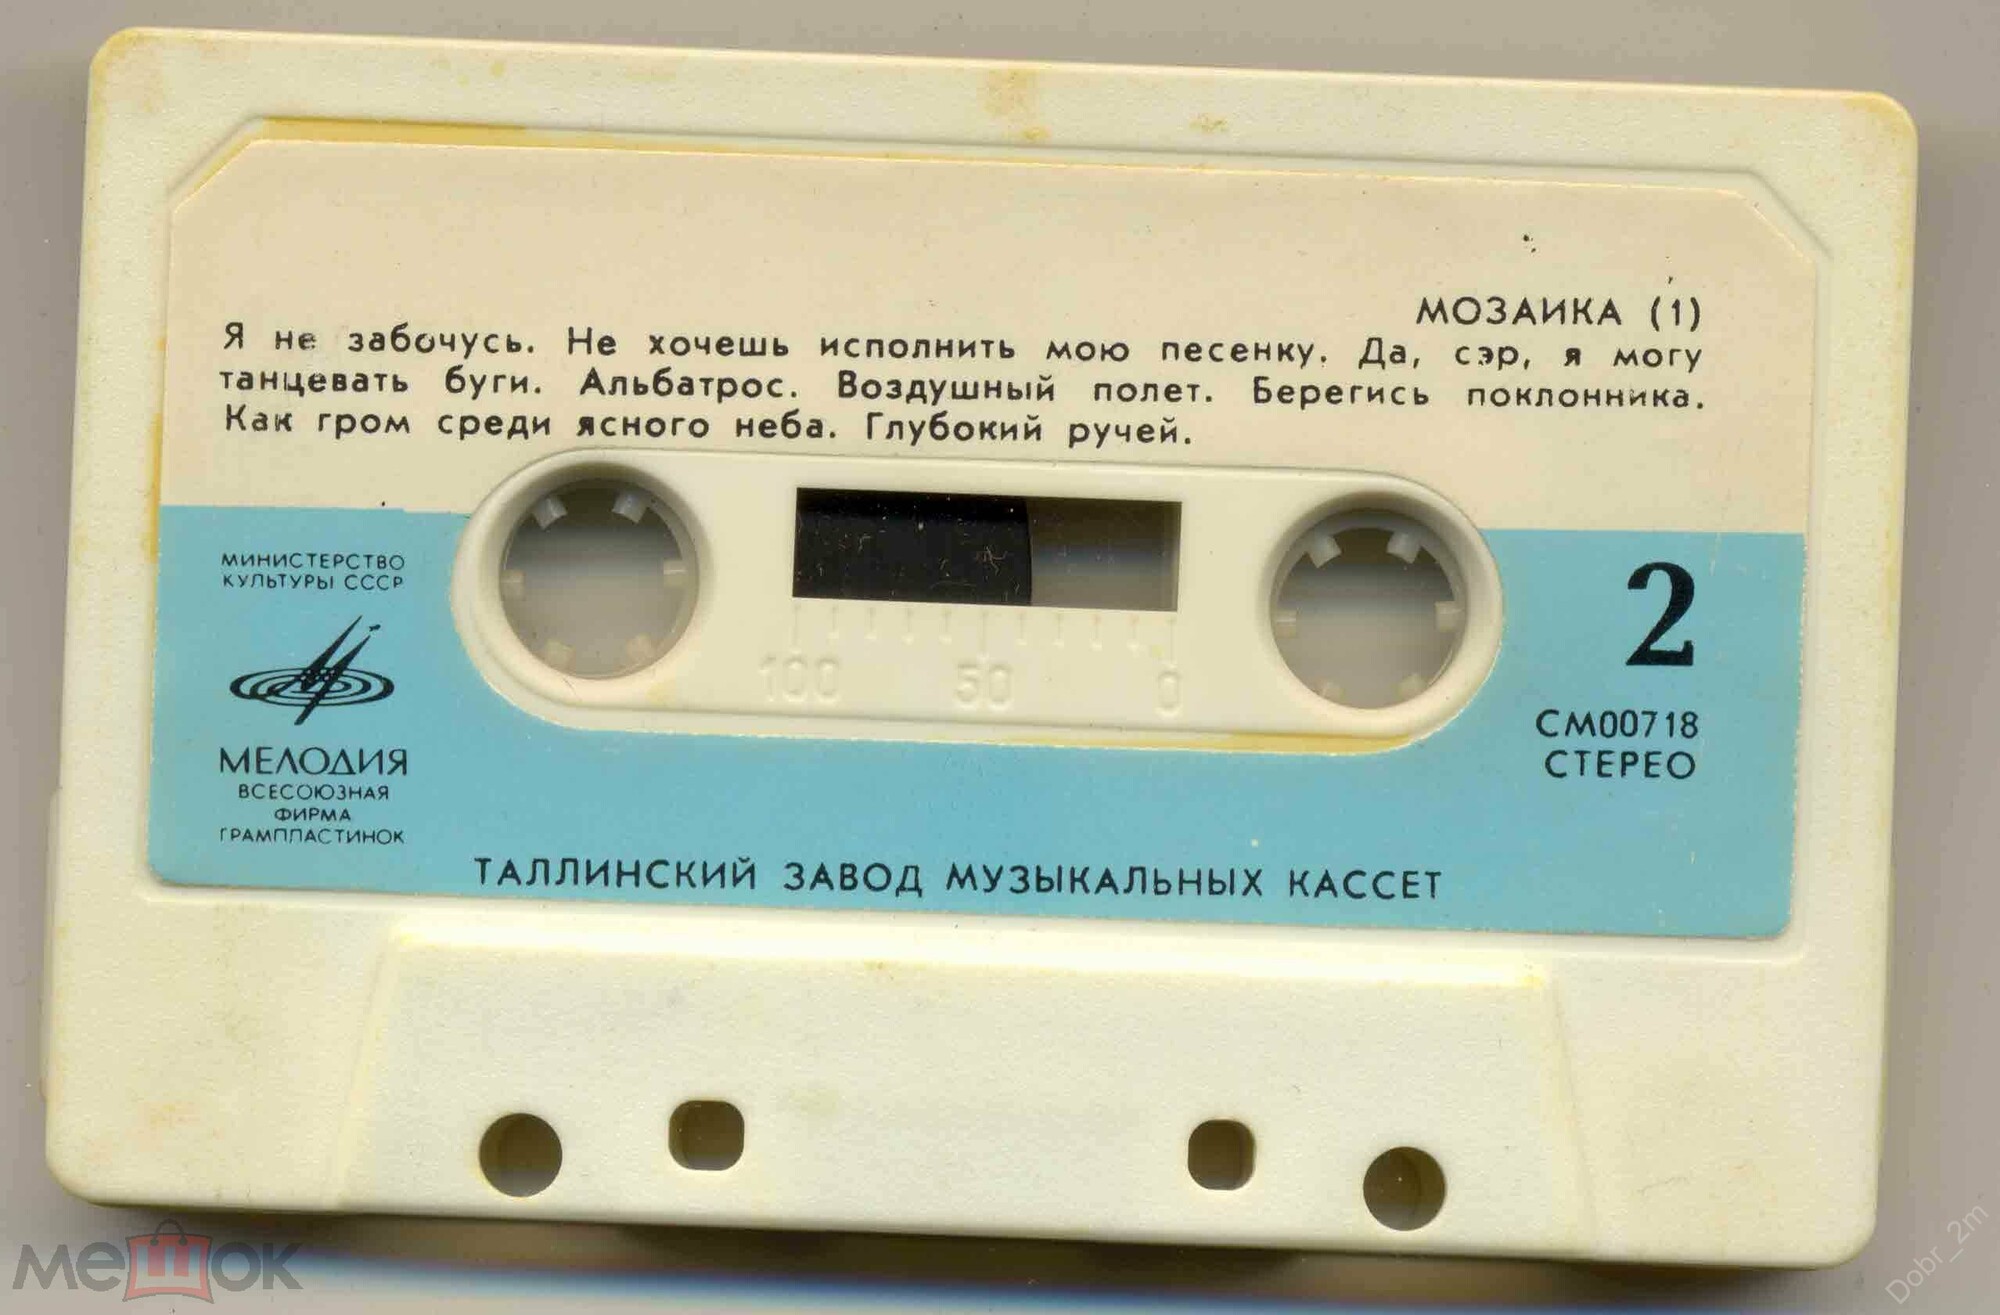 МОЗАИКА (1)
Я не забочусь. Не хочешь исполнить мою песенку. Да, сэр, я могу
танцевать буги. Альбатрос. Воздушный полет. Берегись поклонника.
Как гром среди ясного неба. Глубокий ручей.
МИНИСТЕРСТВО
КУЛЬТУРЫ СССР
МЕЛОДИЯ
ВСЕСОЮЗНАЯ
ФИРМА
ГРАМПЛАСТИНОК
100 50 0
2
СМ00718
СТЕРЕО
ТАЛЛИНСКИЙ ЗАВОД МУЗЫКАЛЬНЫХ КАССЕТ
мешок
Dobr_2m